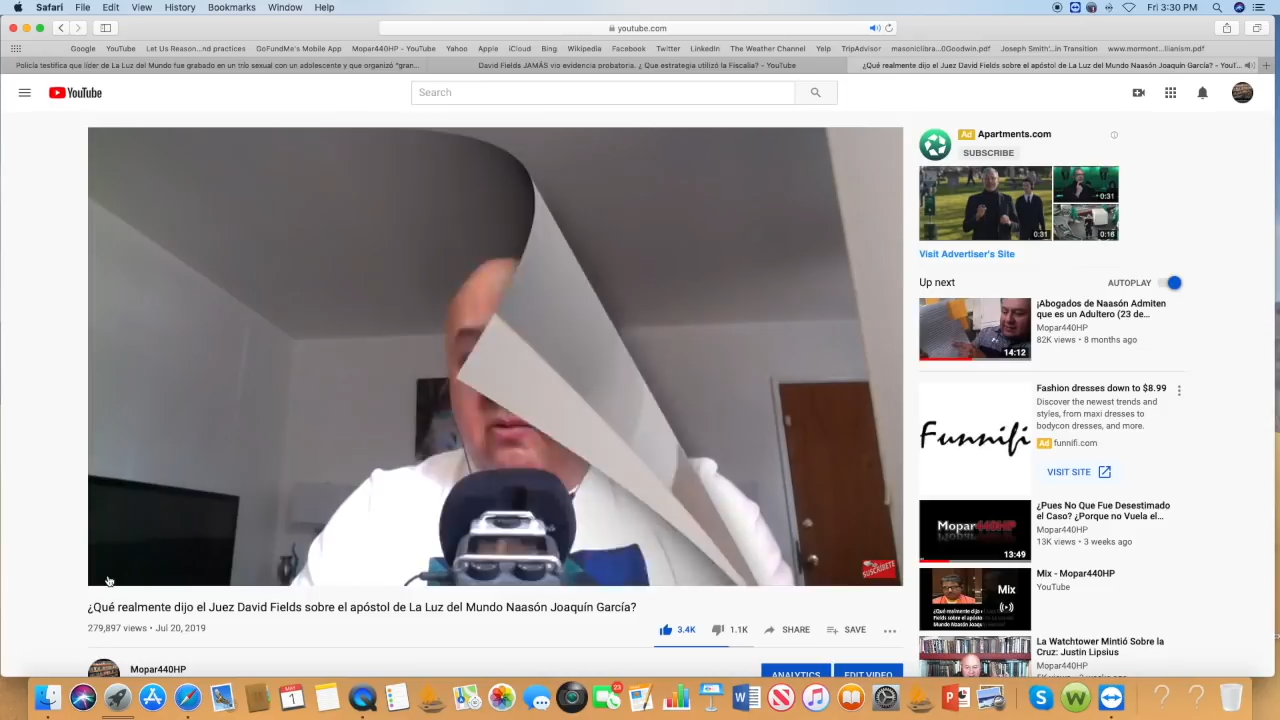 Safari File Edit View History Bookmarks Window Help
Fri 3:30 PM
youtube.com
Google YouTube Let Us Reason...nd practices GoFundMe's Mobile App Mopar440HP - YouTube Yahoo Apple iCloud Bing Wikipedia Facebook Twitter LinkedIn The Weather Channel Yelp TripAdvisor masoniclibra...0Goodwin.pdf Joseph Smith'...in Transition www.mormont...llianism.pdf
Policía testifica que líder de La Luz del Mundo fue grabado en un trío sexual con un adolescente y que organizó "gran...
David Fields JAMÁS vio evidencia probatoria. ¿ Que estrategia utilizó la Fiscalía? - YouTube
¿Qué realmente dijo el Juez David Fields sobre el apóstol de La Luz del Mundo Naasón Joaquín García? - YouT...
YouTube
Search
SUSCRÍBETE
¿Qué realmente dijo el Juez David Fields sobre el apóstol de La Luz del Mundo Naasón Joaquín García?
279,897 views • Jul 20, 2019
3.4K 1.1K SHARE SAVE
Mopar440HP
ANALYTICS EDIT VIDEO
Ad Apartments.com
SUBSCRIBE
0:31
0:31
0:16
Visit Advertiser's Site
Up next
AUTOPLAY
¡Abogados de Naasón Admiten
que es un Adultero (23 de...
Mopar440HP
82K views • 8 months ago
14:12
Fashion dresses down to $8.99
Discover the newest trends and
styles, from maxi dresses to
bodycon dresses, and more.
Ad funnifi.com
Funnifi
VISIT SITE
¿Pues No Que Fue Desestimado
el Caso? ¿Porque no Vuela el...
Mopar440HP
13K views • 3 weeks ago
Mopar440HP
13:49
Mix - Mopar440HP
YouTube
Mix
La Watchtower Mintió Sobre la
Cruz: Justin Lipsius
Mopar440HP
23